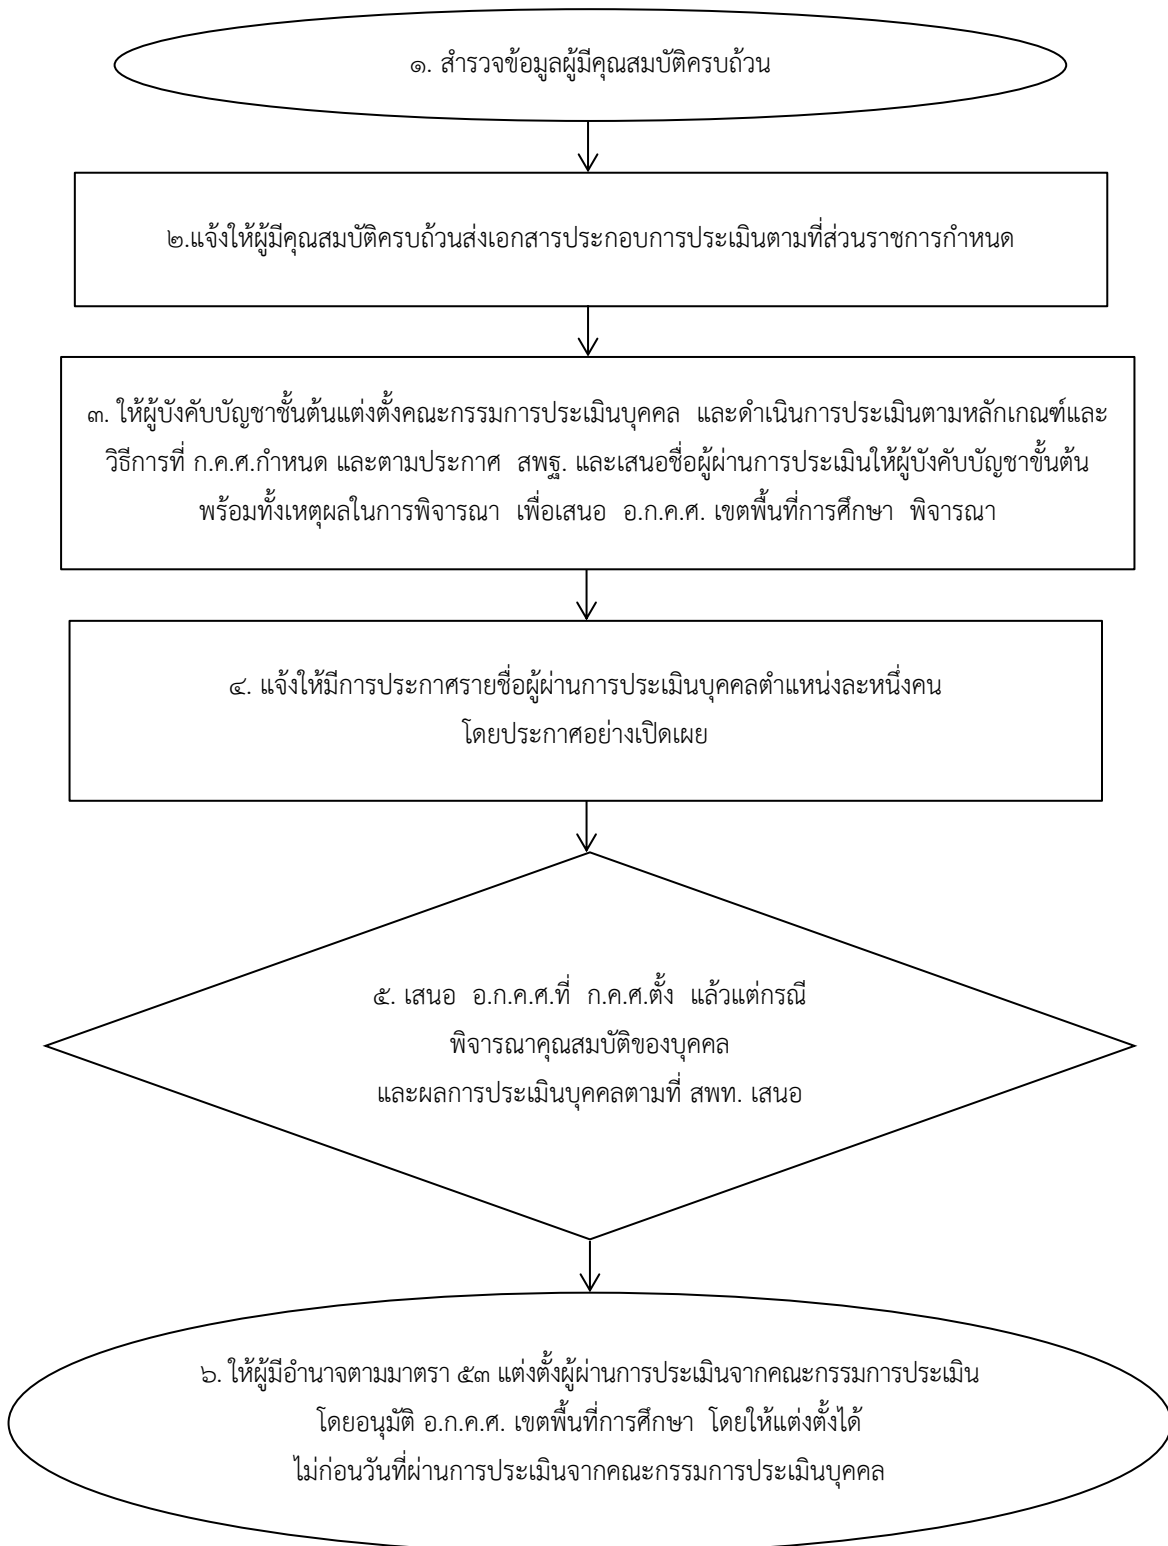 ๑. สำรวจข้อมูลผู้มีคุณสมบัติครบถ้วน
๒.แจ้งให้ผู้มีคุณสมบัติครบถ้วนส่งเอกสารประกอบการประเมินตามที่ส่วนราชการกำหนด
๓. ให้ผู้บังคับบัญชาชั้นต้นแต่งตั้งคณะกรรมการประเมินบุคคล และดำเนินการประเมินตามหลักเกณฑ์และ
วิธีการที่ ก.ค.ศ.กำหนด และตามประกาศ สพฐ. และเสนอชื่อผู้ผ่านการประเมินให้ผู้บังคับบัญชาขั้นต้น
พร้อมทั้งเหตุผลในการพิจารณา เพื่อเสนอ อ.ก.ค.ศ. เขตพื้นที่การศึกษา พิจารณา
๔. แจ้งให้มีการประกาศรายชื่อผู้ผ่านการประเมินบุคคลตำแหน่งละหนึ่งคน
โดยประกาศอย่างเปิดเผย
๕. เสนอ อ.ก.ค.ศ.ที่ ก.ค.ศ.ตั้ง แล้วแต่กรณี
พิจารณาคุณสมบัติของบุคคล
และผลการประเมินบุคคลตามที่ สพท. เสนอ
๖. ให้ผู้มีอำนาจตามมาตรา ๕๓ แต่งตั้งผู้ผ่านการประเมินจากคณะกรรมการประเมิน
โดยอนุมัติ อ.ก.ค.ศ. เขตพื้นที่การศึกษา โดยให้แต่งตั้งได้
ไม่ก่อนวันที่ผ่านการประเมินจากคณะกรรมการประเมินบุคคล